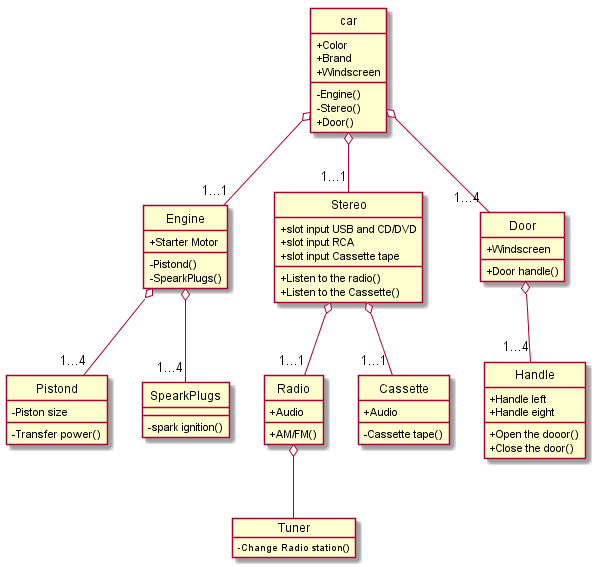 car
+Color
+Brand
+Windscreen
-Engine()
-Stereo()
+Door()
1...1
1...1
1...4
Engine
+Starter Motor
-Pistond()
-SpearkPlugs()
Stereo
+slot input USB and CD/DVD
+slot input RCA
+slot input Cassette tape
+Listen to the radio()
+Listen to the Cassette()
Door
+Windscreen
+Door handle()
1...4
1...4
1...1
1...1
1...4
Pistond
-Piston size
-Transfer power()
SpearkPlugs
-spark ignition()
Radio
+Audio
+AM/FM()
Cassette
+Audio
-Cassette tape()
Handle
+Handle left
+Handle eight
+Open the dooor()
+Close the door()
Tuner
-Change Radio station()